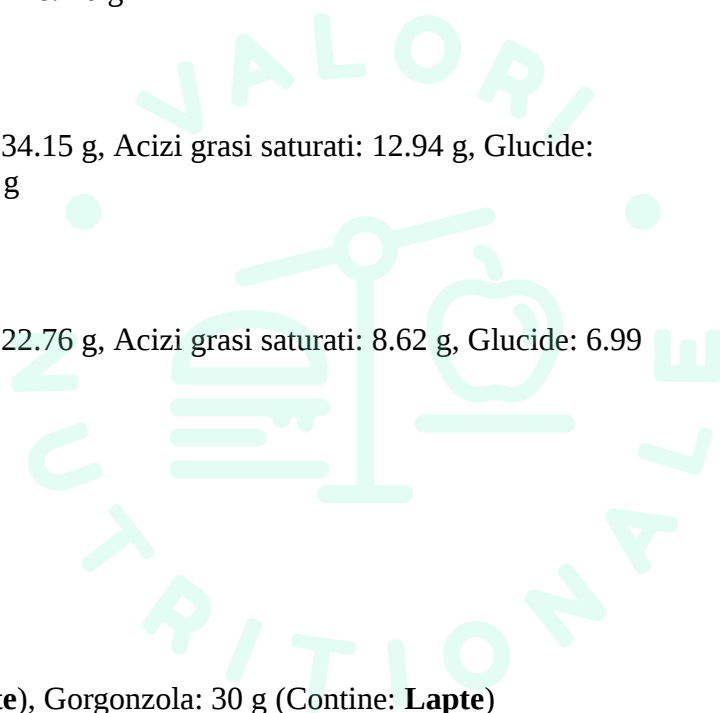 VALORI
34.15 g, Acizi grasi saturati: 12.94 g, Glucide:
g
22.76 g, Acizi grasi saturati: 8.62 g, Glucide: 6.99
NUTRITIONALE
e), Gorgonzola: 30 g (Contine: Lapte)